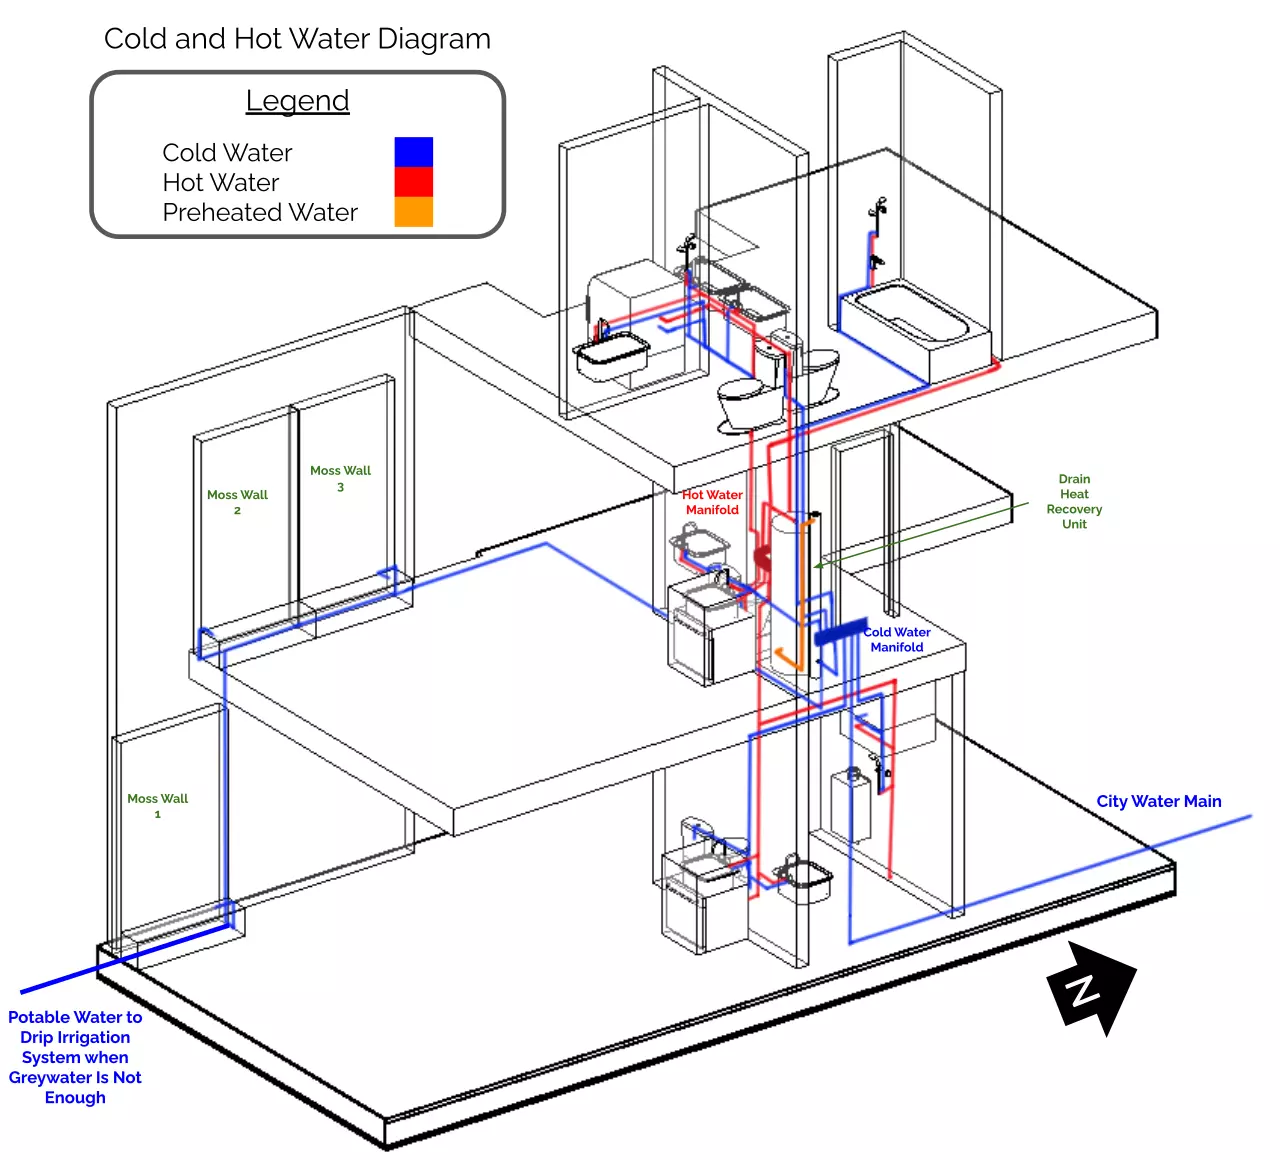 Cold and Hot Water Diagram
Legend
Cold Water
Hot Water
Preheated Water
Moss Wall
2
Moss Wall
3
Hot Water
Manifold
Drain
Heat
Recovery
Unit
Cold Water
Manifold
Moss Wall
1
City Water Main
N
Potable Water to
Drip Irrigation
System when
Greywater Is Not
Enough